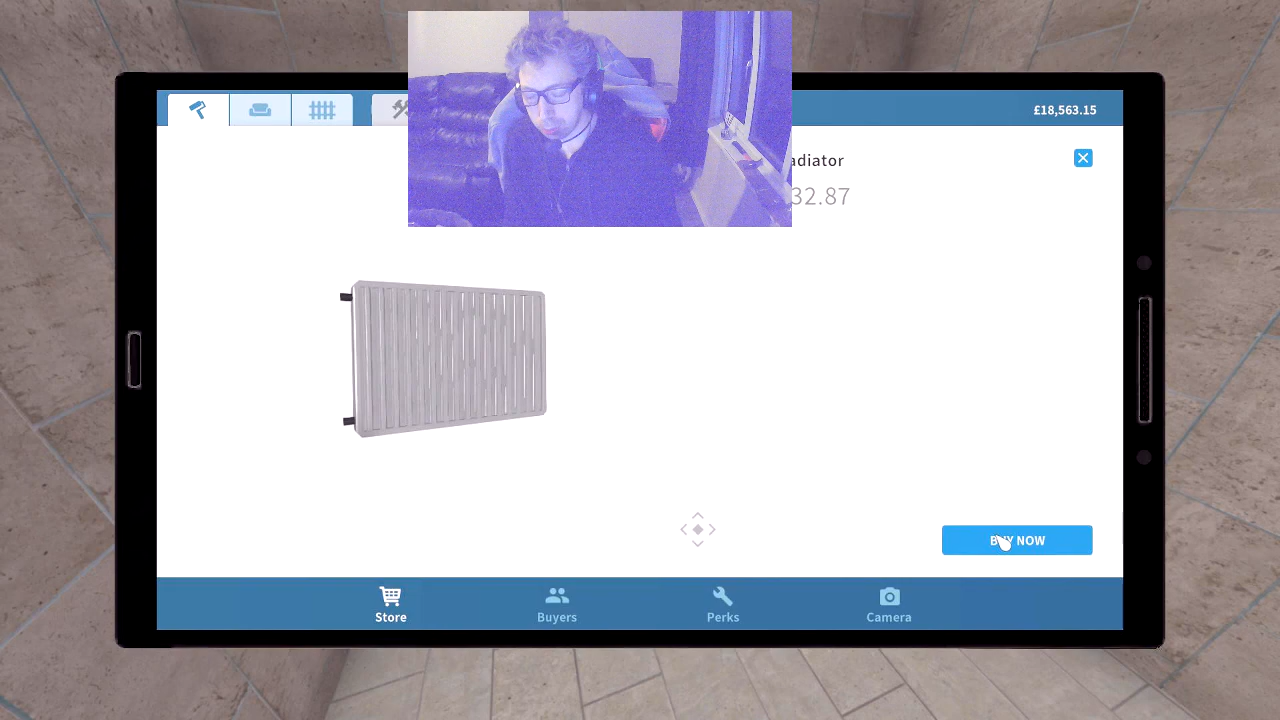 £18,563.15
adiator
32.87
BUY NOW
Store
Buyers
Perks
Camera